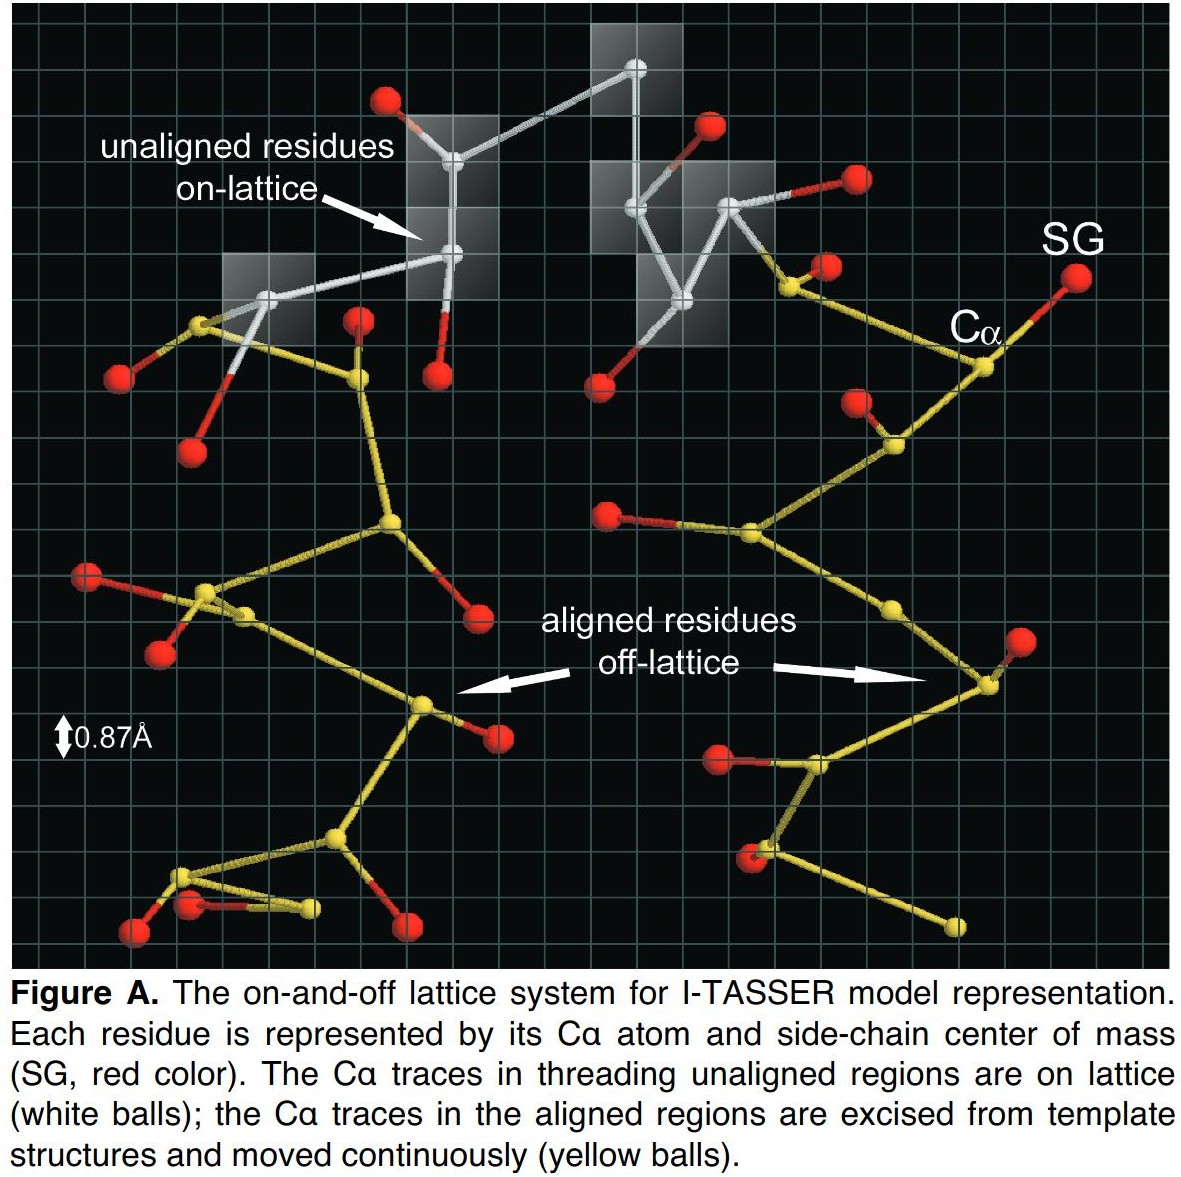 unaligned residues
on-lattice
SG
Cα
aligned residues
off-lattice
0.87Å
Figure A. The on-and-off lattice system for I-TASSER model representation.
Each residue is represented by its Cα atom and side-chain center of mass
(SG, red color). The Cα traces in threading unaligned regions are on lattice
(white balls); the Cα traces in the aligned regions are excised from template
structures and moved continuously (yellow balls).